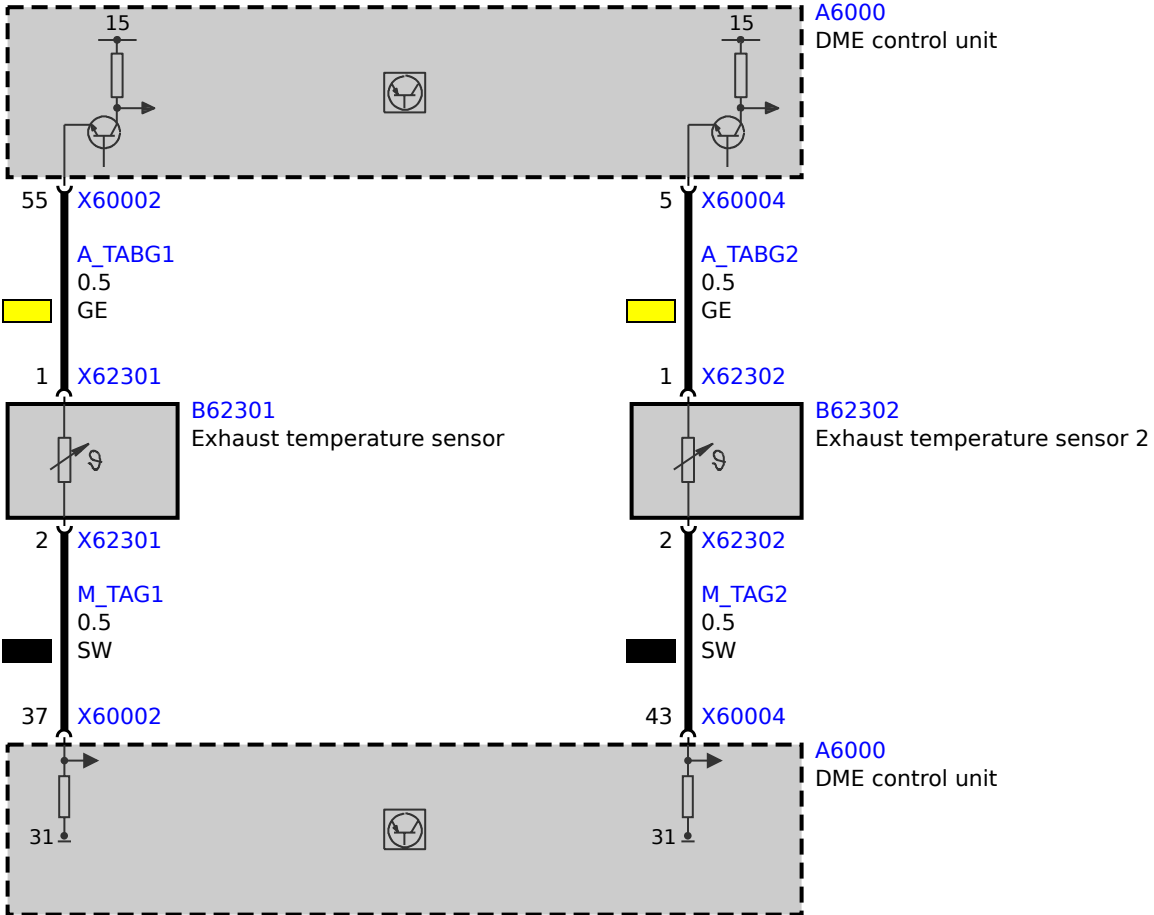 15
15
A6000
DME control unit
55 X60002
5 X60004
A_TABG1
0.5
GE
A_TABG2
0.5
GE
1 X62301
1 X62302
B62301
Exhaust temperature sensor
B62302
Exhaust temperature sensor 2
ϑ
ϑ
2 X62301
2 X62302
M_TAG1
0.5
SW
M_TAG2
0.5
SW
37 X60002
43 X60004
A6000
DME control unit
31
31